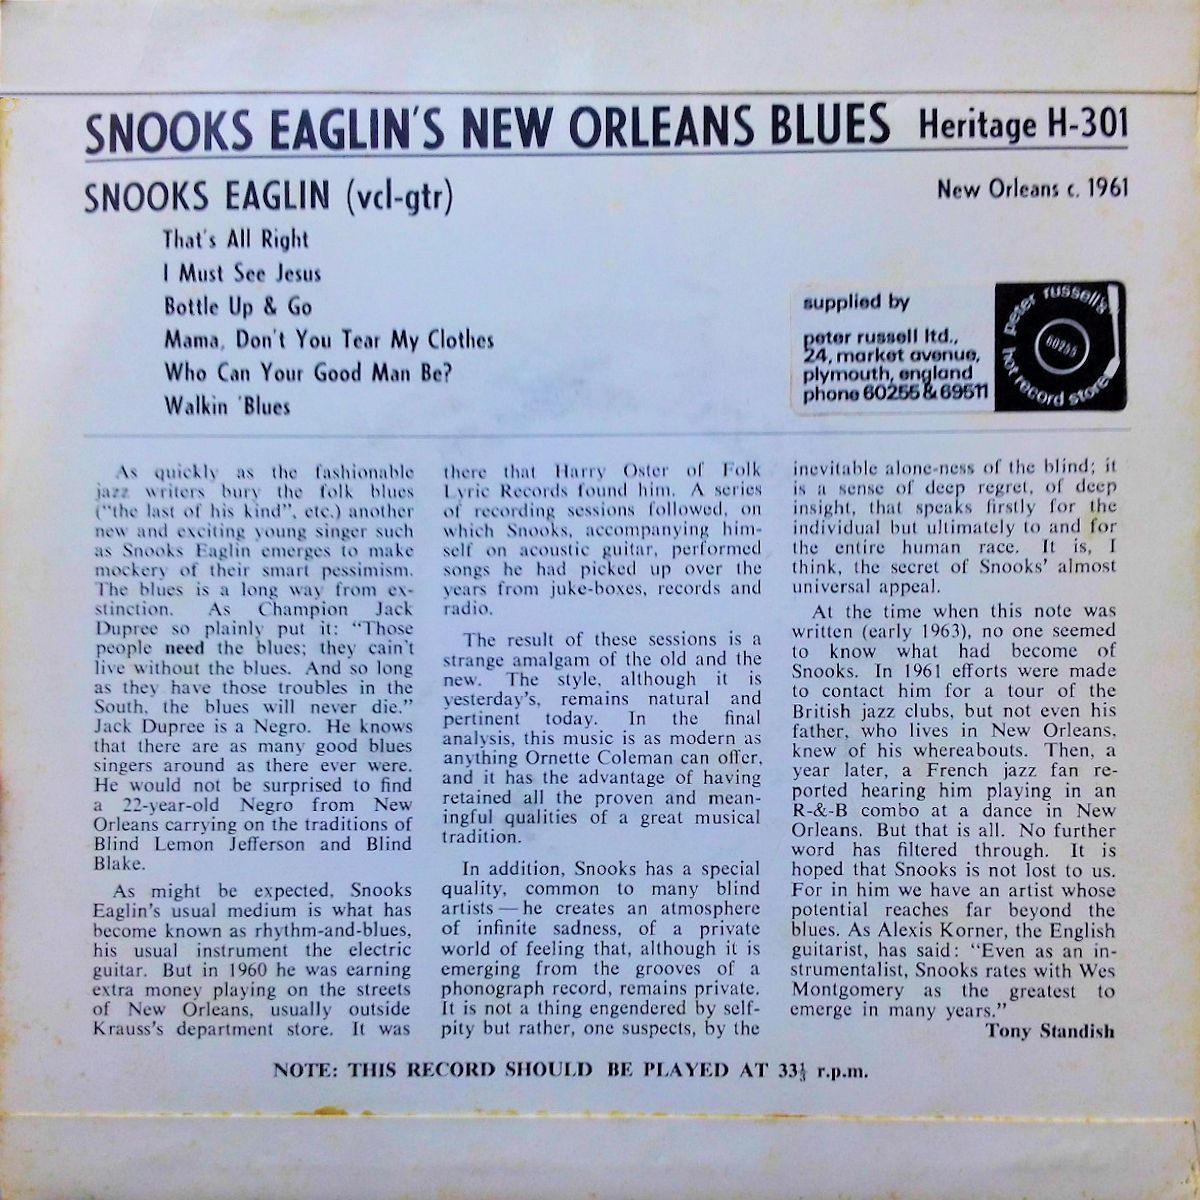 SNOOKS EAGLIN'S NEW ORLEANS BLUES Heritage H-301
SNOOKS EAGLIN (vcl-gtr) New Orleans c. 1961
That's All Right
I Must See Jesus
Bottle Up & Go
Mama, Don't You Tear My Clothes
Who Can Your Good Man Be?
Walkin 'Blues
supplied by
peter russell ltd.,
24, market avenue,
plymouth, england
phone 60255 & 69511
peter russell's
hot record store
60255
As quickly as the fashionable
jazz writers bury the folk blues
("the last of his kind", etc.) another
new and exciting young singer such
as Snooks Eaglin emerges to make
mockery of their smart pessimism.
The blues is a long way from ex-
stinction. As Champion Jack
Dupree so plainly put it: "Those
people need the blues; they cain't
live without the blues. And so long
as they have those troubles in the
South, the blues will never die."
Jack Dupree is a Negro. He knows
that there are as many good blues
singers around as there ever were.
He would not be surprised to find
a 22-year-old Negro from New
Orleans carrying on the traditions of
Blind Lemon Jefferson and Blind
Blake.
As might be expected, Snooks
Eaglin's usual medium is what has
become known as rhythm-and-blues,
his usual instrument the electric
guitar. But in 1960 he was earning
extra money playing on the streets
of New Orleans, usually outside
Krauss's department store. It was
there that Harry Oster of Folk
Lyric Records found him. A series
of recording sessions followed, on
which Snooks, accompanying him-
self on acoustic guitar, performed
songs he had picked up over the
years from juke-boxes, records and
radio.
The result of these sessions is a
strange amalgam of the old and the
new. The style, although it is
yesterday's, remains natural and
pertinent today. In the final
analysis, this music is as modern as
anything Ornette Coleman can offer,
and it has the advantage of having
retained all the proven and mean-
ingful qualities of a great musical
tradition.
In addition, Snooks has a special
quality, common to many blind
artists — he creates an atmosphere
of infinite sadness, of a private
world of feeling that, although it is
emerging from the grooves of a
phonograph record, remains private.
It is not a thing engendered by self-
pity but rather, one suspects, by the
inevitable alone-ness of the blind; it
is a sense of deep regret, of deep
insight, that speaks firstly for the
individual but ultimately to and for
the entire human race. It is, I
think, the secret of Snooks' almost
universal appeal.
At the time when this note was
written (early 1963), no one seemed
to know what had become of
Snooks. In 1961 efforts were made
to contact him for a tour of the
British jazz clubs, but not even his
father, who lives in New Orleans,
knew of his whereabouts. Then, a
year later, a French jazz fan re-
ported hearing him playing in an
R-&-B combo at a dance in New
Orleans. But that is all. No further
word has filtered through. It is
hoped that Snooks is not lost to us.
For in him we have an artist whose
potential reaches far beyond the
blues. As Alexis Korner, the English
guitarist, has said: "Even as an in-
strumentalist, Snooks rates with Wes
Montgomery as the greatest to
emerge in many years."
Tony Standish
NOTE: THIS RECORD SHOULD BE PLAYED AT 33⅓ r.p.m.